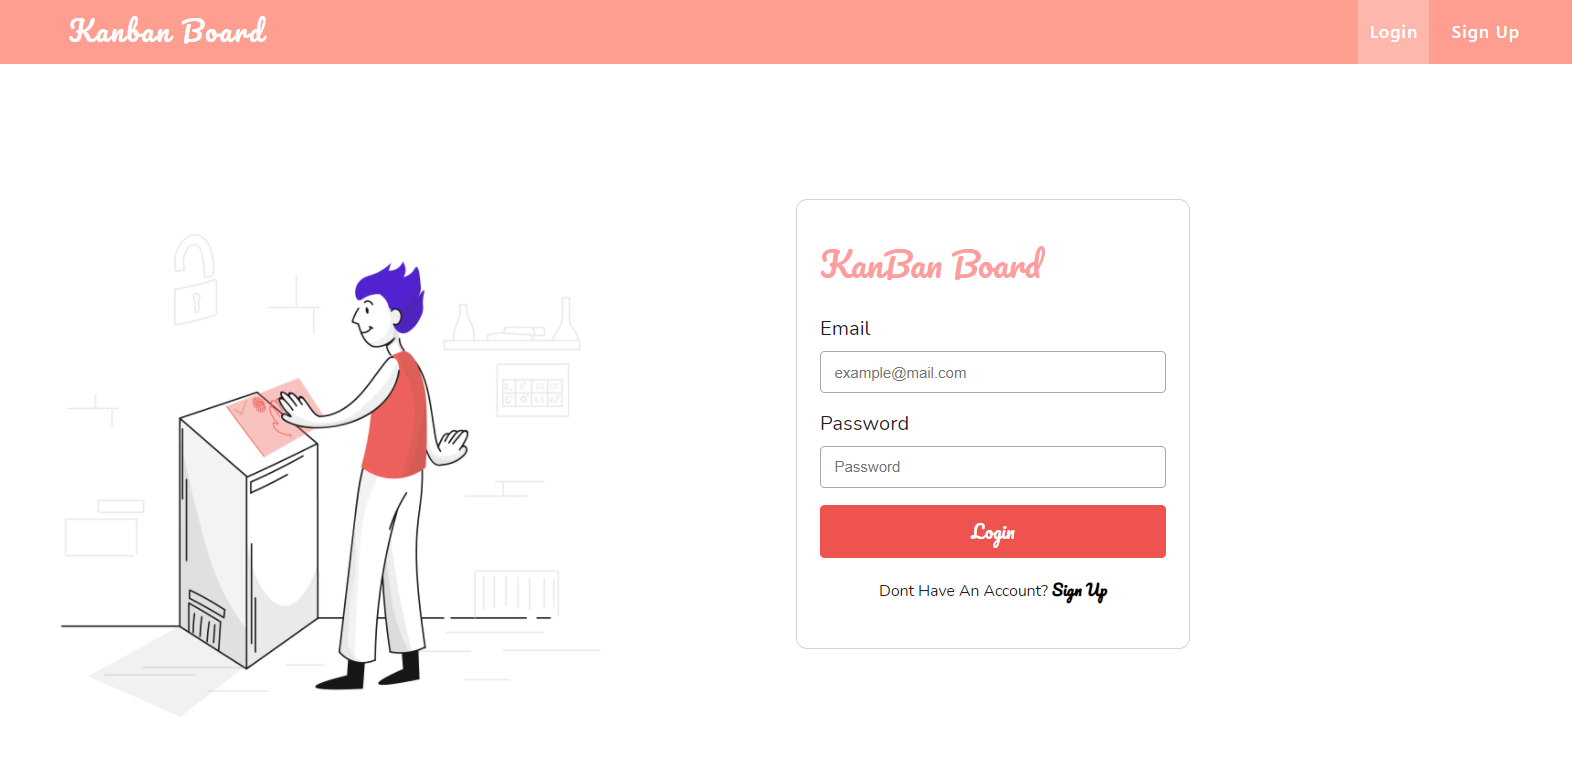 Kanban Board
Login
Sign Up
KanBan Board
Email
example@mail.com
Password
Password
Login
Dont Have An Account? Sign Up